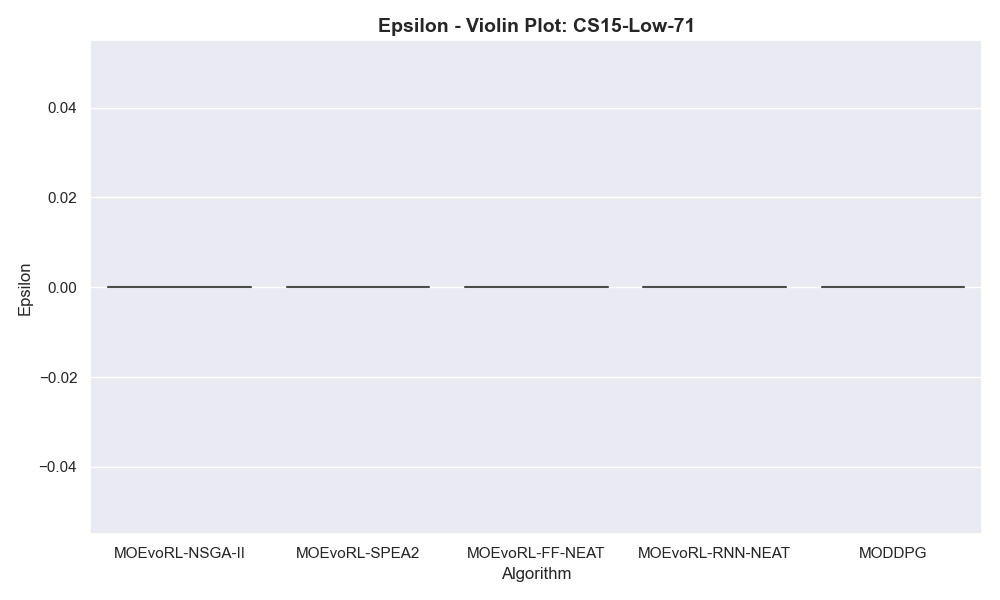 Epsilon - Violin Plot: CS15-Low-71
0.04
0.02
0.00
−0.02
−0.04
Epsilon
MOEvoRL-NSGA-II
MOEvoRL-SPEA2
MOEvoRL-FF-NEAT
MOEvoRL-RNN-NEAT
MODDPG
Algorithm